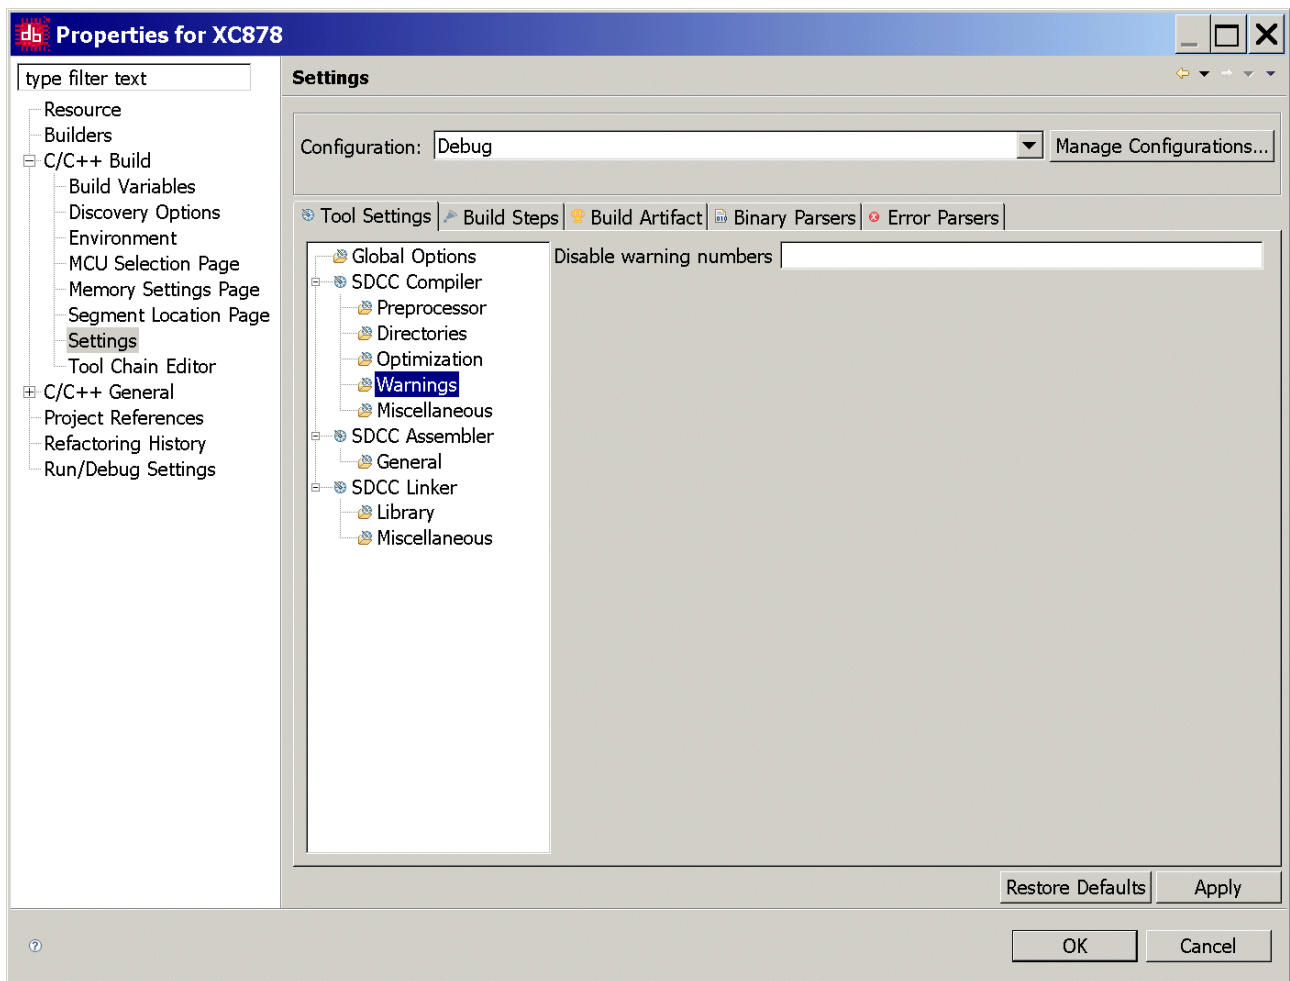 Properties for XC878
type filter text
Resource
Builders
C/C++ Build
Build Variables
Discovery Options
Environment
MCU Selection Page
Memory Settings Page
Segment Location Page
Settings
Tool Chain Editor
C/C++ General
Project References
Refactoring History
Run/Debug Settings
Settings
Configuration: Debug Manage Configurations...
Tool Settings Build Steps Build Artifact Binary Parsers Error Parsers
Global Options
SDCC Compiler
Preprocessor
Directories
Optimization
Warnings
Miscellaneous
SDCC Assembler
General
SDCC Linker
Library
Miscellaneous
Disable warning numbers
Restore Defaults Apply
OK Cancel